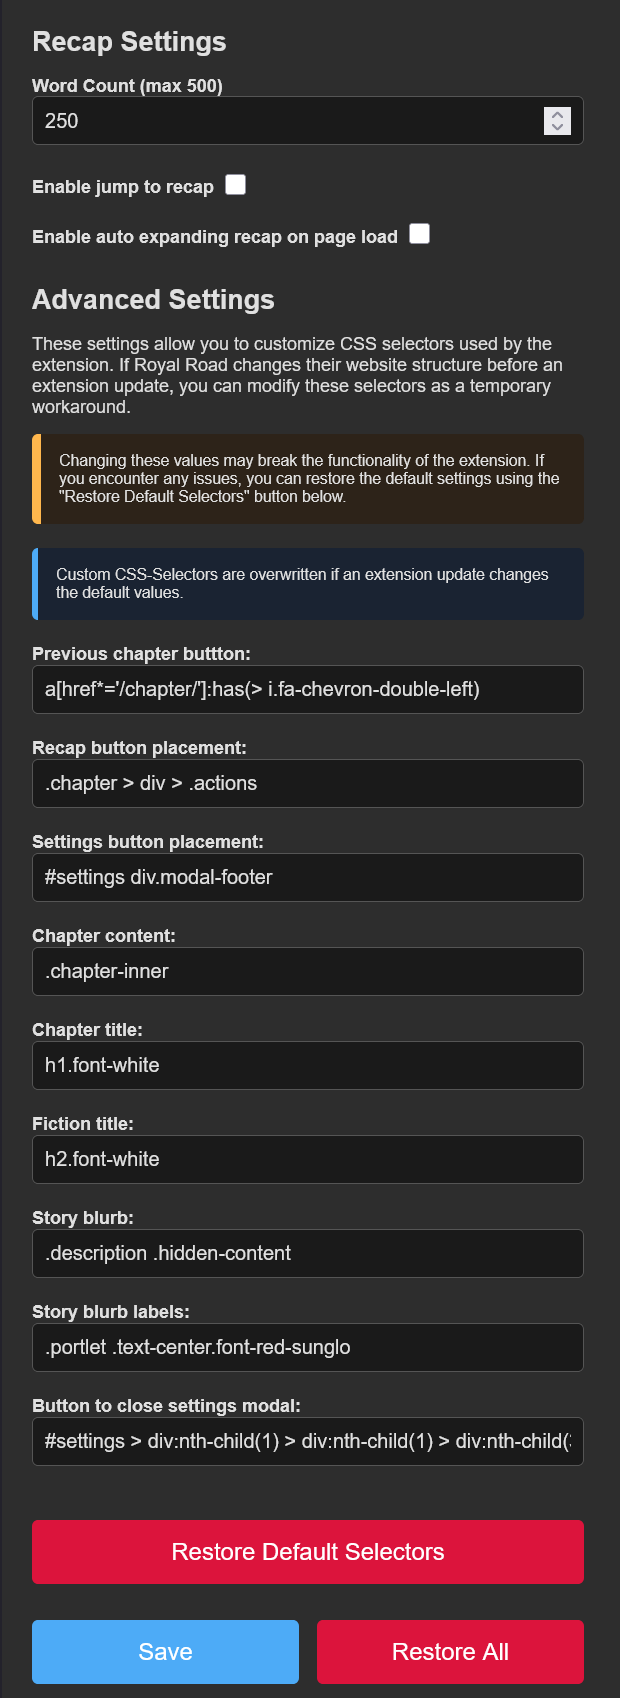 Recap Settings
Word Count (max 500)
250
Enable jump to recap
Enable auto expanding recap on page load
Advanced Settings
These settings allow you to customize CSS selectors used by the
extension. If Royal Road changes their website structure before an
extension update, you can modify these selectors as a temporary
workaround.
Changing these values may break the functionality of the extension. If
you encounter any issues, you can restore the default settings using the
"Restore Default Selectors" button below.
Custom CSS-Selectors are overwritten if an extension update changes
the default values.
Previous chapter buttton:
a[href*='/chapter/']:has(> i.fa-chevron-double-left)
Recap button placement:
.chapter > div > .actions
Settings button placement:
#settings div.modal-footer
Chapter content:
.chapter-inner
Chapter title:
h1.font-white
Fiction title:
h2.font-white
Story blurb:
.description .hidden-content
Story blurb labels:
.portlet .text-center.font-red-sunglo
Button to close settings modal:
#settings > div:nth-child(1) > div:nth-child(1) > div:nth-child(
Restore Default Selectors
Save
Restore All